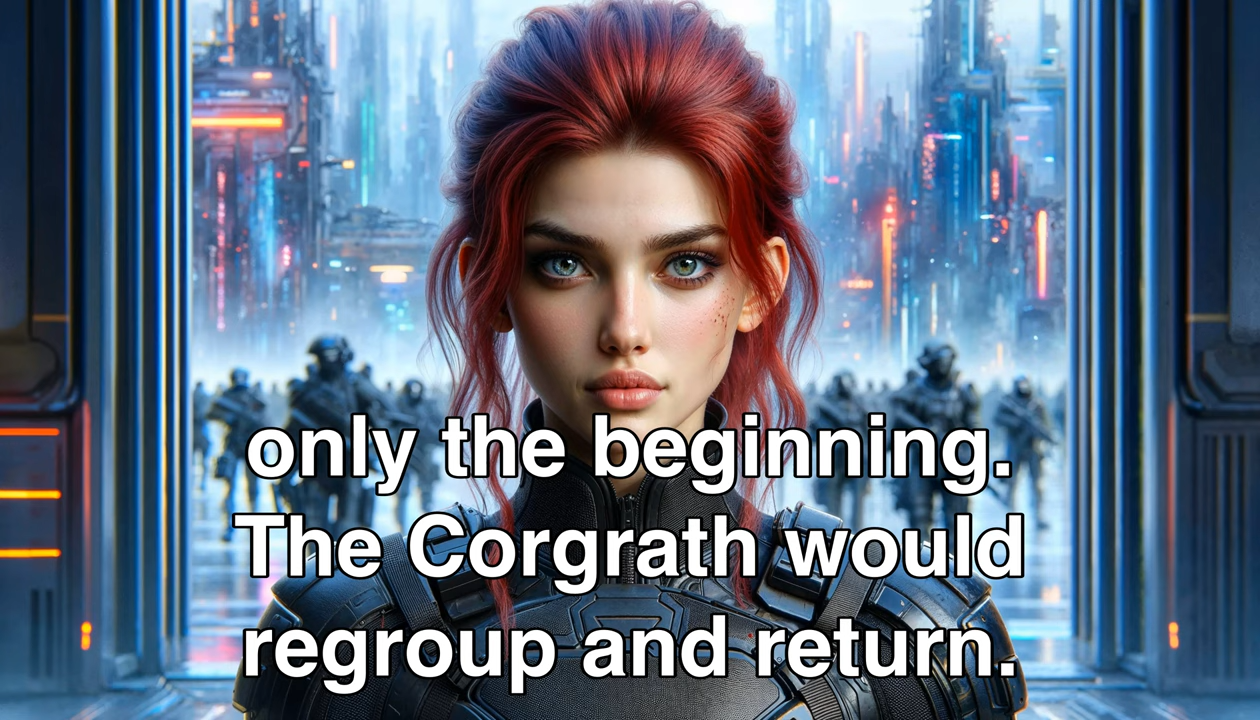 only the beginning.
The Corgrath would
regroup and return.